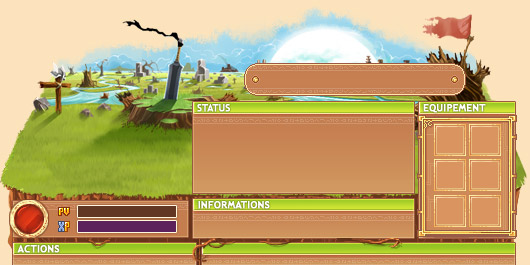 STATUS
EQUIPEMENT
INFORMATIONS
PV
XP
ACTIONS